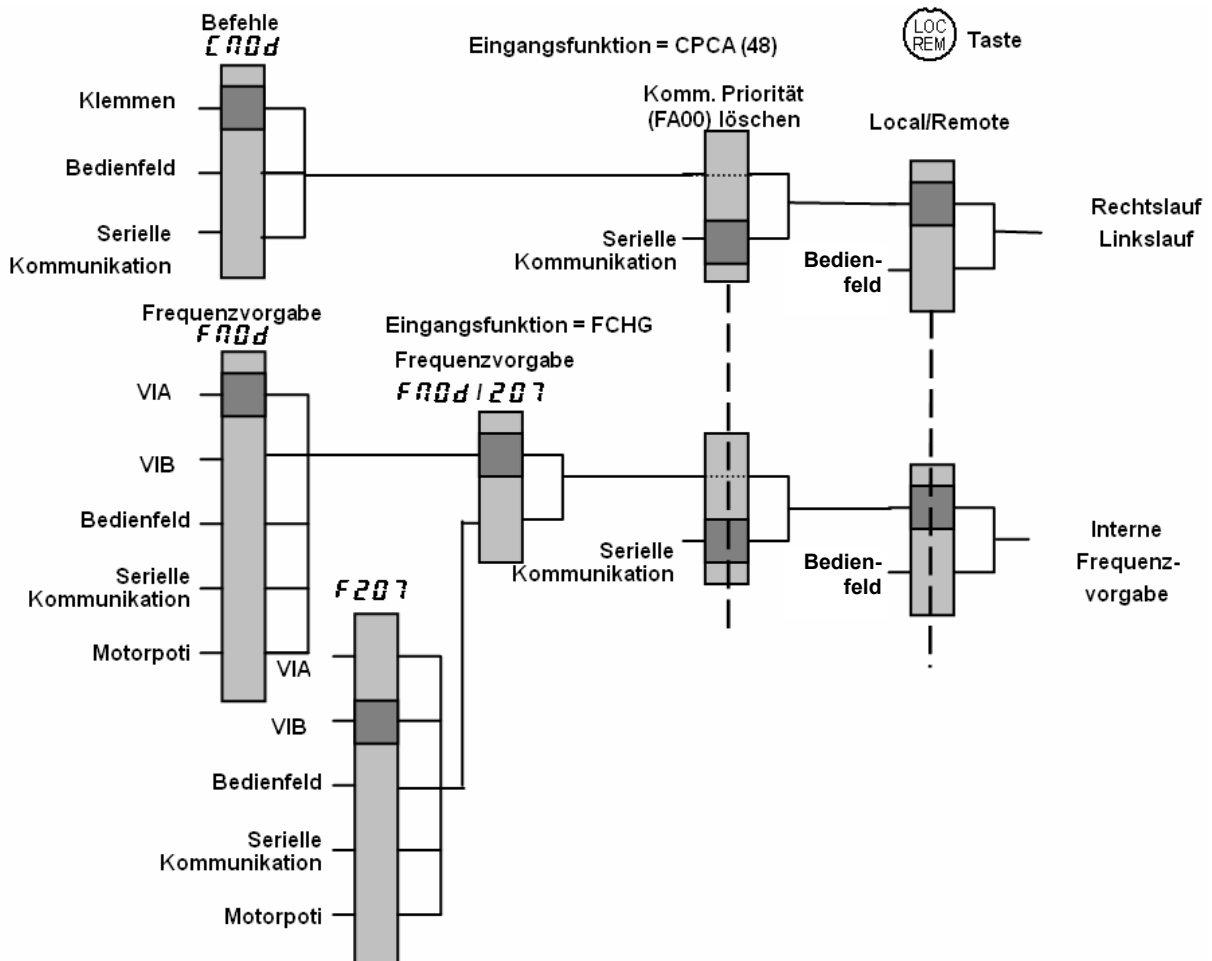 Befehle
CMOd
Eingangsfunktion = CPCA (48)
LOC
REM
Taste
Klemmen
Bedienfeld
Serielle
Kommunikation
Komm. Priorität
(FA00) löschen
Serielle
Kommunikation
Local/Remote
Bedien-
feld
Rechtslauf
Linkslauf
Frequenzvorgabe
FMOd
VIA
VIB
Bedienfeld
Serielle
Kommunikation
Motorpoti
Eingangsfunktion = FCHG
Frequenzvorgabe
FMOd/207
Serielle
Kommunikation
Bedien-
feld
Interne
Frequenz-
vorgabe
F207
VIA
VIB
Bedienfeld
Serielle
Kommunikation
Motorpoti